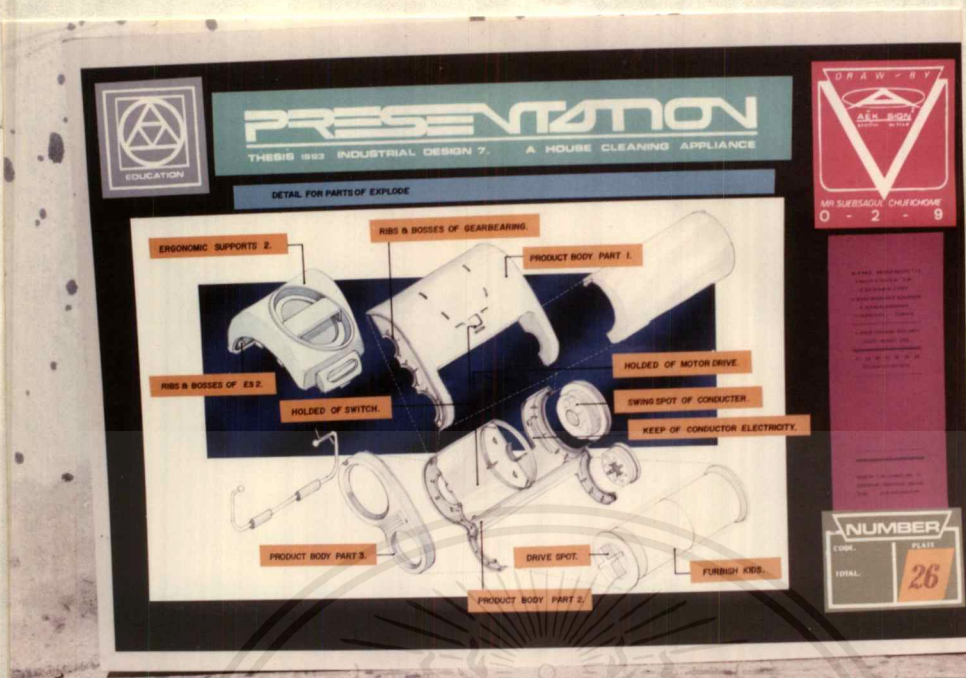 EDUCATION
PRESENTATION
THESIS 1993 INDUSTRIAL DESIGN 7. A HOUSE CLEANING APPLIANCE
DETAIL FOR PARTS OF EXPLODE
DRAW - BY
AEK SIGN
MR SUEBSAGUL CHUFICHOME
0 - 2 - 9
ERGONOMIC SUPPORTS 2.
RIBS & BOSSES OF GEARBEARING.
PRODUCT BODY PART 1.
RIBS & BOSSES OF ES 2.
HOLDED OF SWITCH.
HOLDED OF MOTOR DRIVE.
SWING SPOT OF CONDUCTER.
KEEP OF CONDUCTOR ELECTRICITY.
PRODUCT BODY PART 3.
DRIVE SPOT.
FURBISH KIDS.
PRODUCT BODY PART 2.
NUMBER
CODE.
PLATE
TOTAL.
26